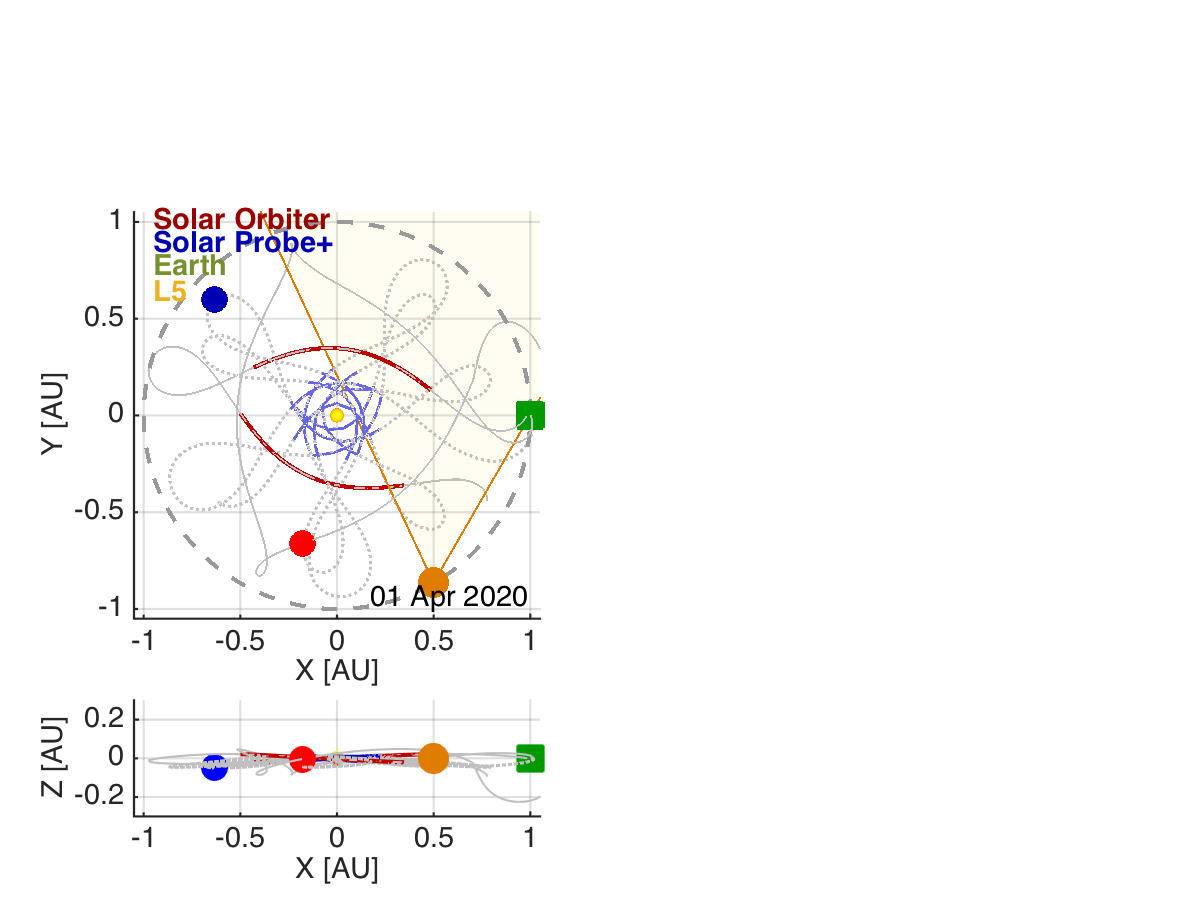 1
Solar Orbiter
Solar Probe+
Earth
L5
0.5
0
-0.5
-1
Y [AU]
01 Apr 2020
-1 -0.5 0 0.5 1
X [AU]
0.2
0
-0.2
Z [AU]
-1 -0.5 0 0.5 1
X [AU]